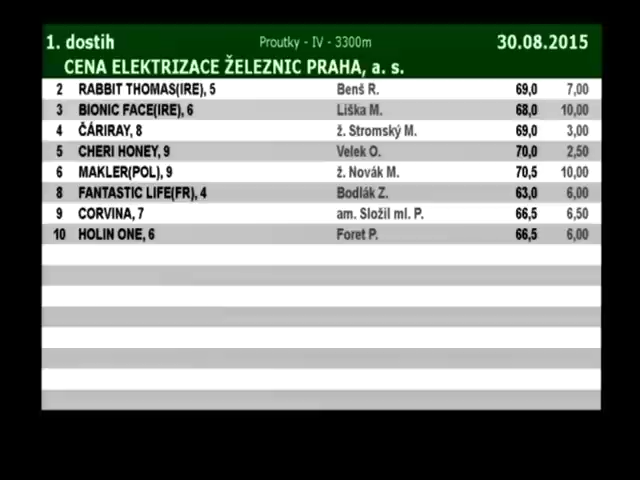 1. dostih Proutky - IV - 3300m 30.08.2015
CENA ELEKTRIZACE ŽELEZNIC PRAHA, a. s.
2 RABBIT THOMAS(IRE), 5 Benš R. 69,0 7,00
3 BIONIC FACE(IRE), 6 Liška M. 68,0 10,00
4 ČÁRIRAY, 8 ž. Stromský M. 69,0 3,00
5 CHERI HONEY, 9 Velek O. 70,0 2,50
6 MAKLER(POL), 9 ž. Novák M. 70,5 10,00
8 FANTASTIC LIFE(FR), 4 Bodlák Z. 63,0 6,00
9 CORVINA, 7 am. Složil ml. P. 66,5 6,50
10 HOLIN ONE, 6 Foret P. 66,5 6,00